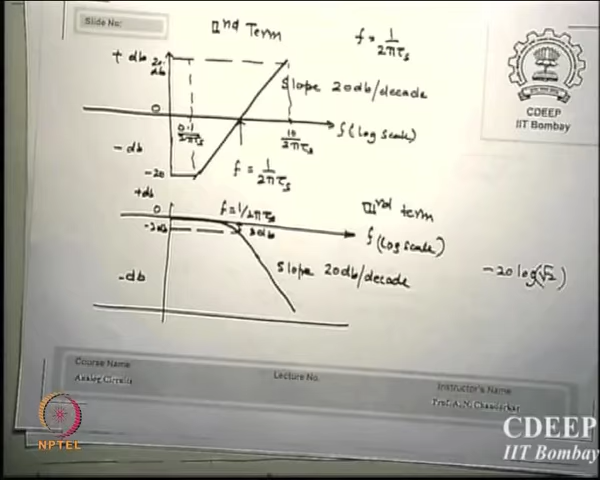 Slide No:
IInd Term
f = 1/2πτs
+ db
20 db
Slope 20db/decade
0
0.1/2πτs
10/2πτs
f (log scale)
- db
-20
f = 1/2πτs
CDEEP
IIT Bombay
+db
0
f=1/2πτs
IIIrd term
-3db
3db
f (log scale)
-db
Slope 20db/decade
-20 log(√2)
Course Name
Analog Circuits
Lecture No.
Instructor's Name
Prof. A. N. Chandorkar
NPTEL
CDEEP
IIT Bombay